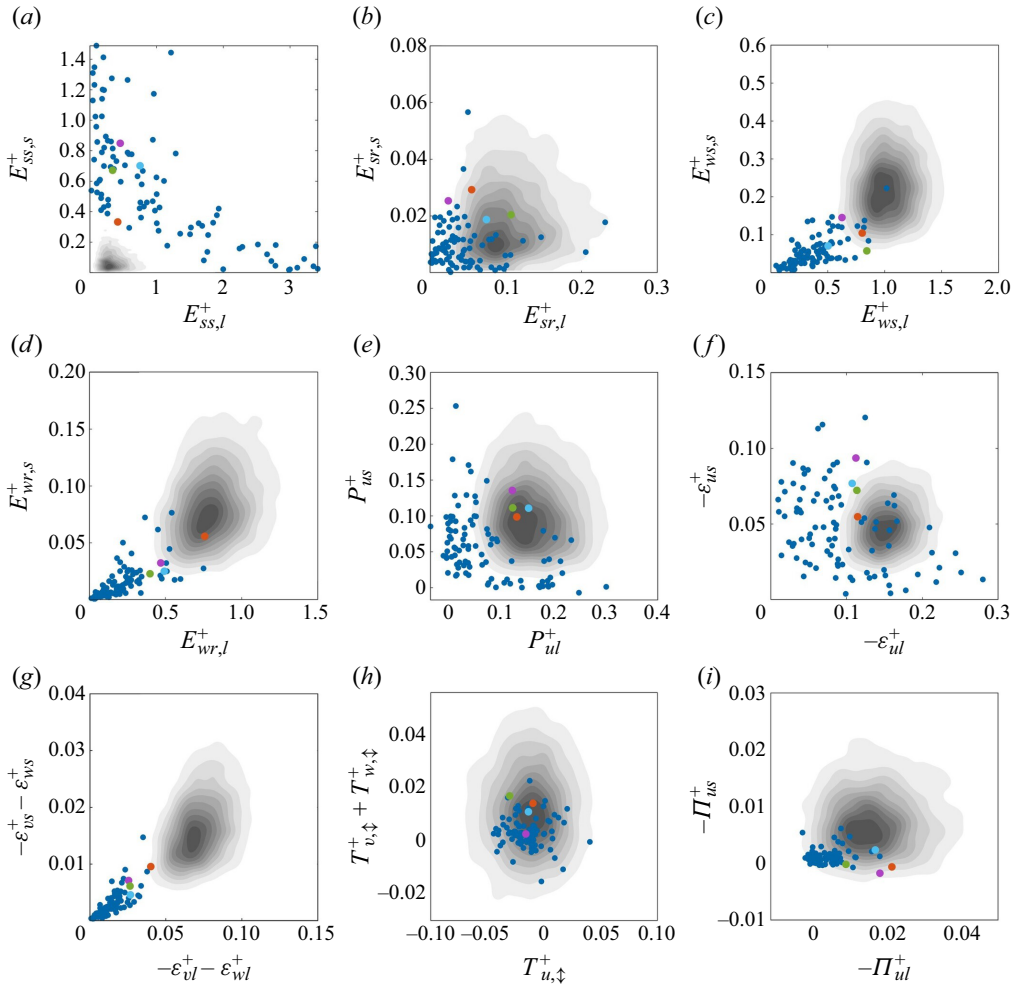 (a) (b) (c)
1.4 0.08 0.6
1.2 0.5
1.0 0.06
0.4
E⁺ss,s 0.8 E⁺sr,s 0.04 E⁺ws,s 0.3
0.6
0.4 0.02 0.2
0.2 0.1
0 1 2 3 0 0.1 0.2 0.3 0 0.5 1.0 2.0
E⁺ss,l E⁺sr,l E⁺ws,l
(d) (e) (f)
0.20 0.30 0.15
0.25
0.15 0.20 0.10
E⁺wr,s 0.10 P⁺us 0.15 −ε⁺us
0.10 0.05
0.05 0.05
0
0 0.5 1.0 1.5 0 0.1 0.2 0.3 0.4 0 0.1 0.2 0.3
E⁺wr,l P⁺ul −ε⁺ul
(g) (h) (i)
0.04 0.06 0.03
0.03 0.04 0.02
−ε⁺vs − ε⁺ws 0.02 T⁺v,↕ + T⁺w,↕ 0.02 −Π⁺us 0.01
0.01 0 0
−0.02
−0.01
0 0.05 0.10 0.15 −0.10 −0.05 0 0.05 0.10 0 0.02 0.04
−ε⁺vl − ε⁺wl T⁺u,↕ −Π⁺ul